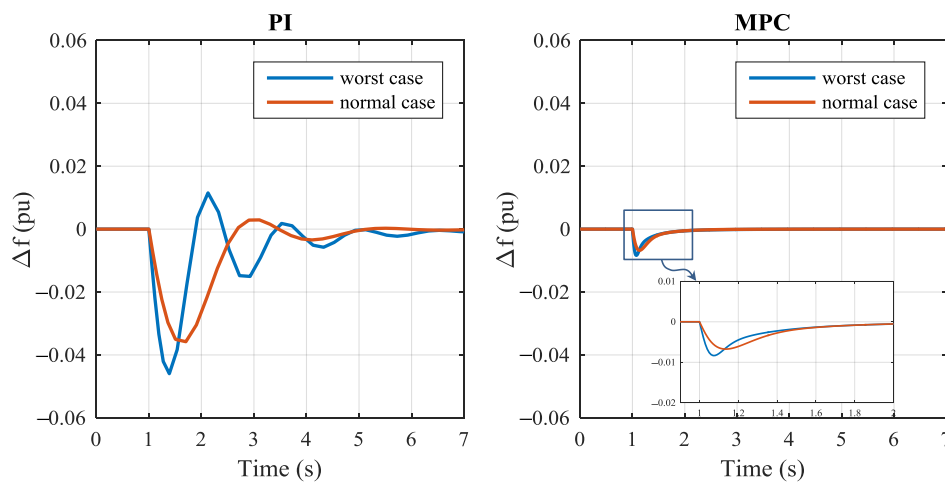 PI
0.06
0.04
0.02
0
−0.02
−0.04
−0.06
Δf (pu)
worst case
normal case
0 1 2 3 4 5 6 7
Time (s)
MPC
0.06
0.04
0.02
0
−0.02
−0.04
−0.06
Δf (pu)
worst case
normal case
0.01
0
−0.01
−0.02
1 1.2 1.4 1.6 1.8 2
0 1 2 3 4 5 6 7
Time (s)